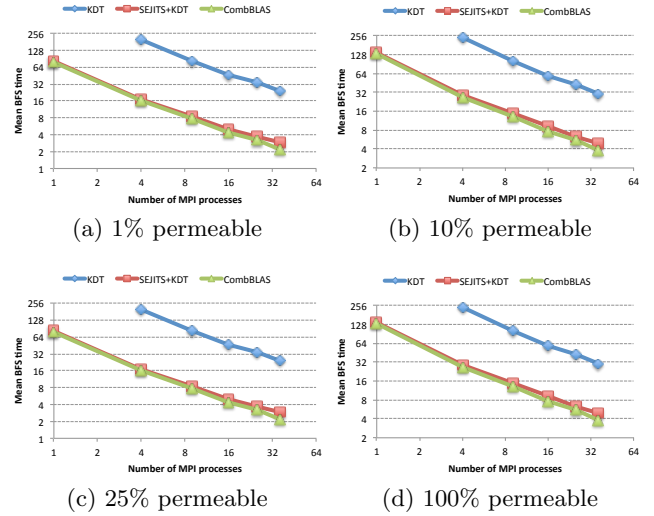 KDT SEJITS+KDT CombBLAS
Mean BFS time
256
128
64
32
16
8
4
2
1
1 2 4 8 16 32 64
Number of MPI processes
(a) 1% permeable
KDT SEJITS+KDT CombBLAS
Mean BFS time
256
128
64
32
16
8
4
2
1 2 4 8 16 32 64
Number of MPI processes
(b) 10% permeable
KDT SEJITS+KDT CombBLAS
Mean BFS time
256
128
64
32
16
8
4
2
1
1 2 4 8 16 32 64
Number of MPI processes
(c) 25% permeable
KDT SEJITS+KDT CombBLAS
Mean BFS time
256
128
64
32
16
8
4
2
1 2 4 8 16 32 64
Number of MPI processes
(d) 100% permeable